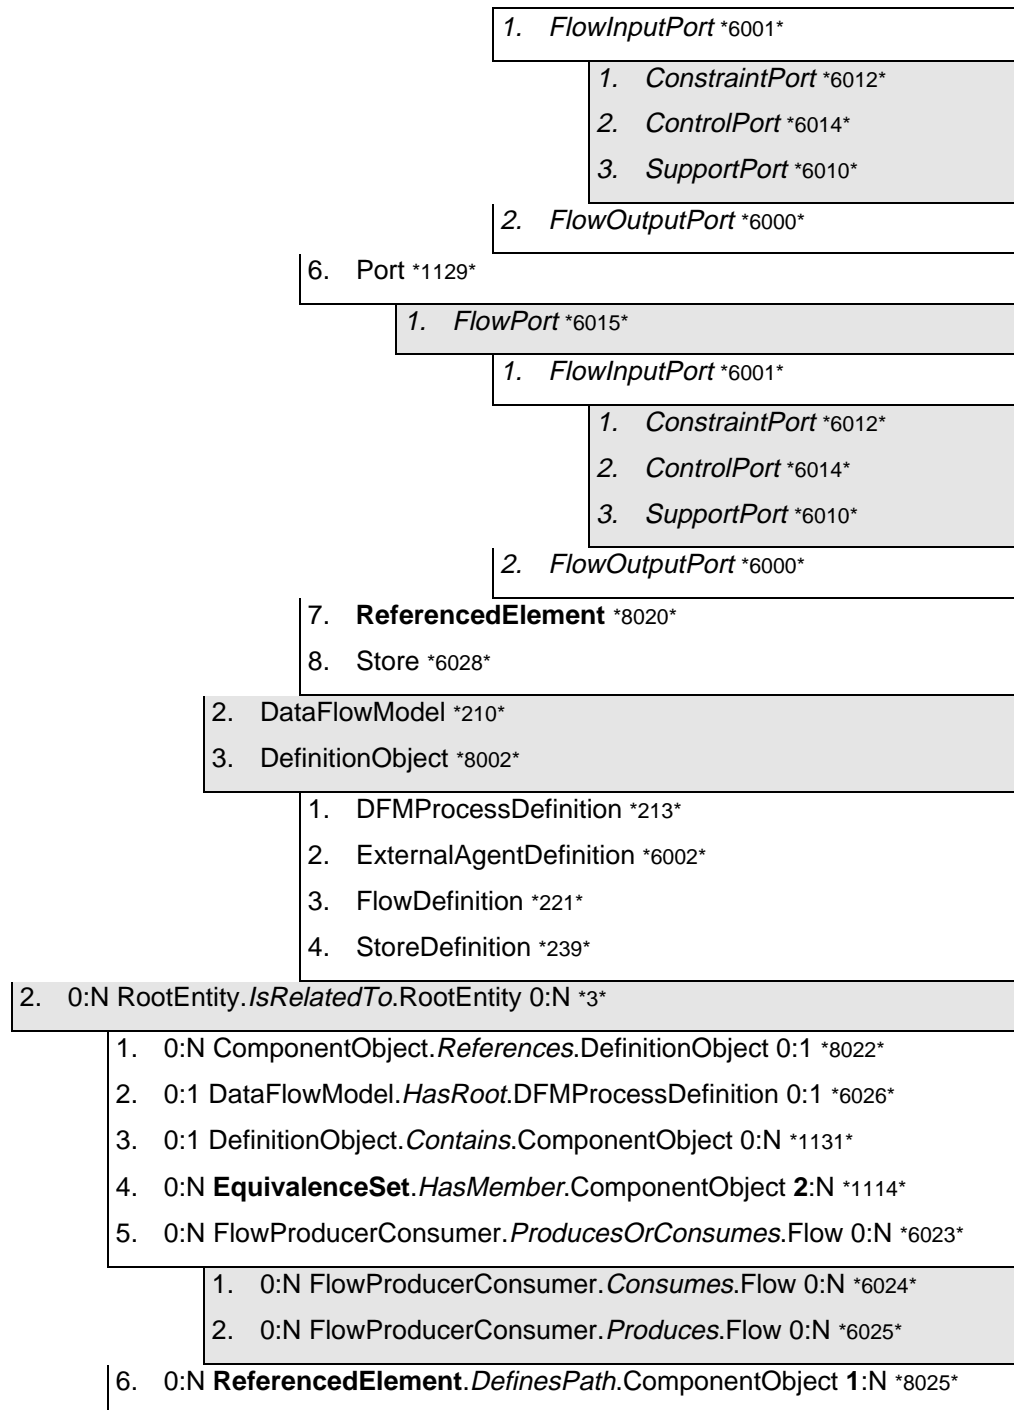 1. FlowInputPort *6001*
1. ConstraintPort *6012*
2. ControlPort *6014*
3. SupportPort *6010*
2. FlowOutputPort *6000*
6. Port *1129*
1. FlowPort *6015*
1. FlowInputPort *6001*
1. ConstraintPort *6012*
2. ControlPort *6014*
3. SupportPort *6010*
2. FlowOutputPort *6000*
7. ReferencedElement *8020*
8. Store *6028*
2. DataFlowModel *210*
3. DefinitionObject *8002*
1. DFMProcessDefinition *213*
2. ExternalAgentDefinition *6002*
3. FlowDefinition *221*
4. StoreDefinition *239*
2. 0:N RootEntity.IsRelatedTo.RootEntity 0:N *3*
1. 0:N ComponentObject.References.DefinitionObject 0:1 *8022*
2. 0:1 DataFlowModel.HasRoot.DFMProcessDefinition 0:1 *6026*
3. 0:1 DefinitionObject.Contains.ComponentObject 0:N *1131*
4. 0:N EquivalenceSet.HasMember.ComponentObject 2:N *1114*
5. 0:N FlowProducerConsumer.ProducesOrConsumes.Flow 0:N *6023*
1. 0:N FlowProducerConsumer.Consumes.Flow 0:N *6024*
2. 0:N FlowProducerConsumer.Produces.Flow 0:N *6025*
6. 0:N ReferencedElement.DefinesPath.ComponentObject 1:N *8025*